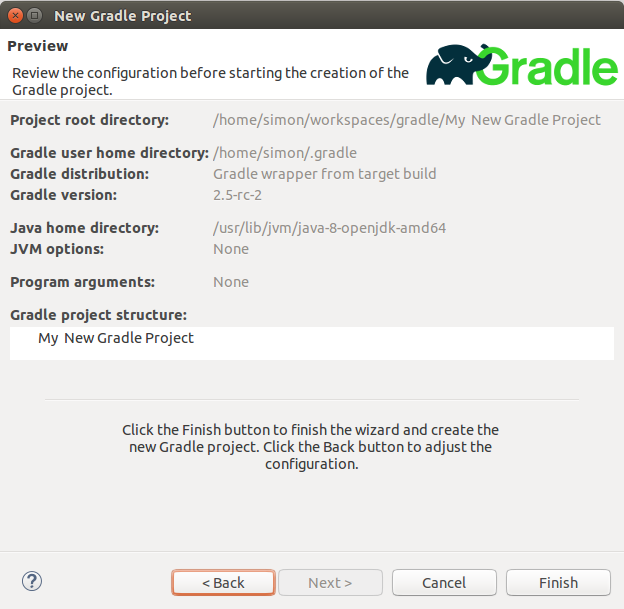 New Gradle Project
Preview
Review the configuration before starting the creation of the
Gradle project.
Gradle
Project root directory: /home/simon/workspaces/gradle/My New Gradle Project
Gradle user home directory: /home/simon/.gradle
Gradle distribution: Gradle wrapper from target build
Gradle version: 2.5-rc-2
Java home directory: /usr/lib/jvm/java-8-openjdk-amd64
JVM options: None
Program arguments: None
Gradle project structure:
My New Gradle Project
Click the Finish button to finish the wizard and create the
new Gradle project. Click the Back button to adjust the
configuration.
? < Back Next > Cancel Finish